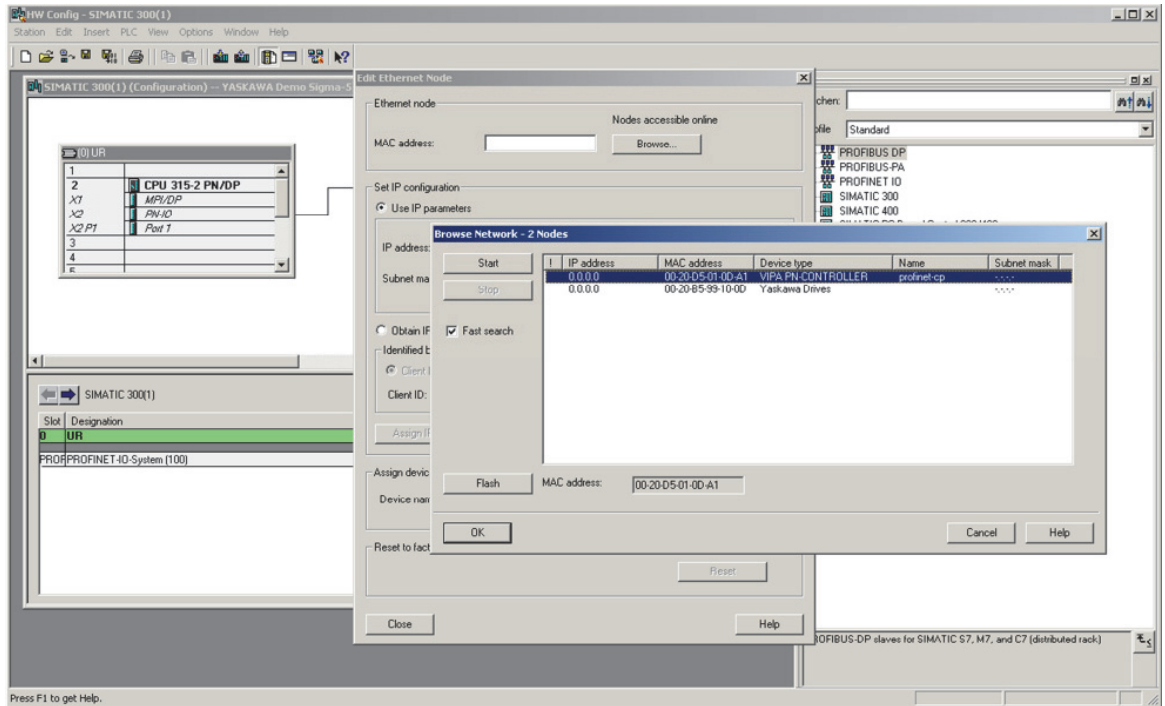 HW Config - SIMATIC 300(1)
Station Edit Insert PLC View Options Window Help
SIMATIC 300(1) (Configuration) -- YASKAWA Demo Sigma-5
(0) UR
1
2 CPU 315-2 PN/DP
X1 MPI/DP
X2 PN-IO
X2 P1 Port 1
3
4
5
SIMATIC 300(1)
Slot Designation
0 UR
PROFINET-IO-System (100)
Edit Ethernet Node
Ethernet node
Nodes accessible online
MAC address:
Browse...
Set IP configuration
Use IP parameters
IP address:
Subnet ma
Obtain IF
Identified b
Client I
Client ID:
Assign IF
Assign devic
Device nam
Reset to fact
Reset
Close
Help
Browse Network - 2 Nodes
Start
Stop
Fast search
! IP address MAC address Device type Name Subnet mask
0.0.0.0 00-20-D5-01-0D-A1 VIPA PN-CONTROLLER profinet-cp -.-.-.-
0.0.0.0 00-20-B5-99-10-0D Yaskawa Drives -.-.-.-
Flash
MAC address: 00-20-D5-01-0D-A1
OK
Cancel
Help
chen:
ofile Standard
PROFIBUS DP
PROFIBUS-PA
PROFINET IO
SIMATIC 300
SIMATIC 400
ROFIBUS-DP slaves for SIMATIC S7, M7, and C7 (distributed rack)
Press F1 to get Help.